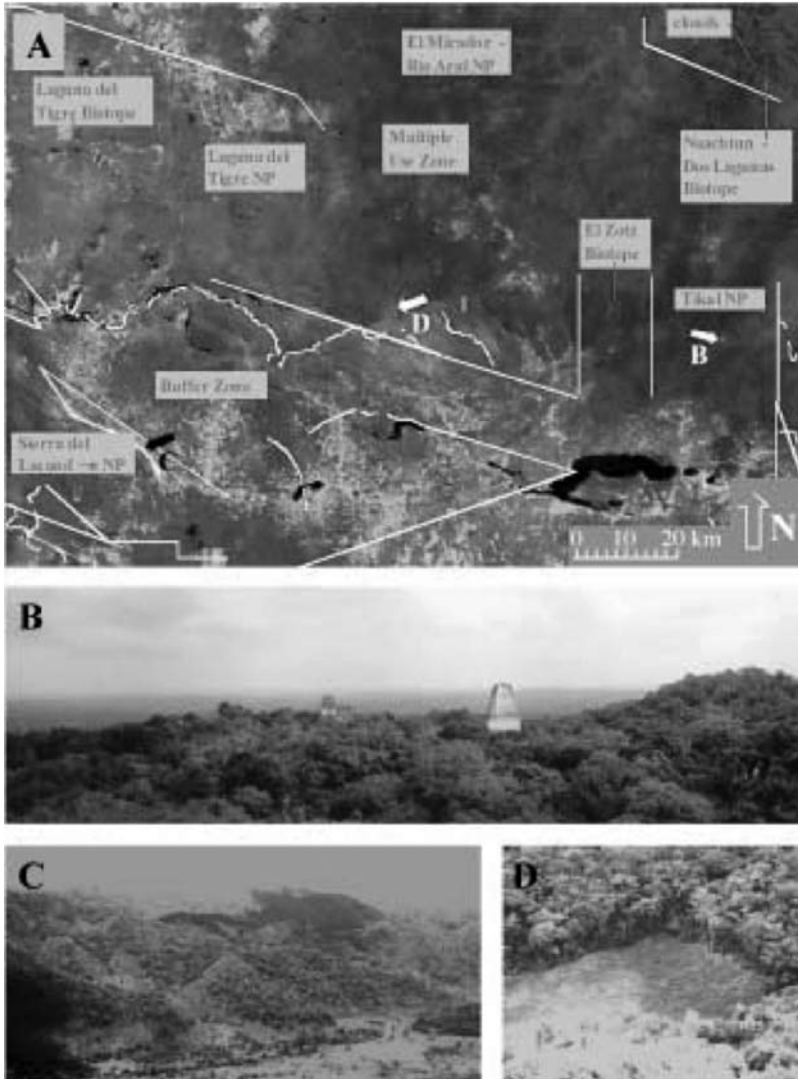 A
El Mirador -
Rio Azul NP
clouds -
Laguna del
Tigre Biotope
Laguna del
Tigre NP
Multiple
Use Zone
Naachtun -
Dos Lagunas
Biotope
El Zotz
Biotope
Tikal NP
D
B
Buffer Zone
Sierra del
NP
C
N
0 10 20 km
B
C
D